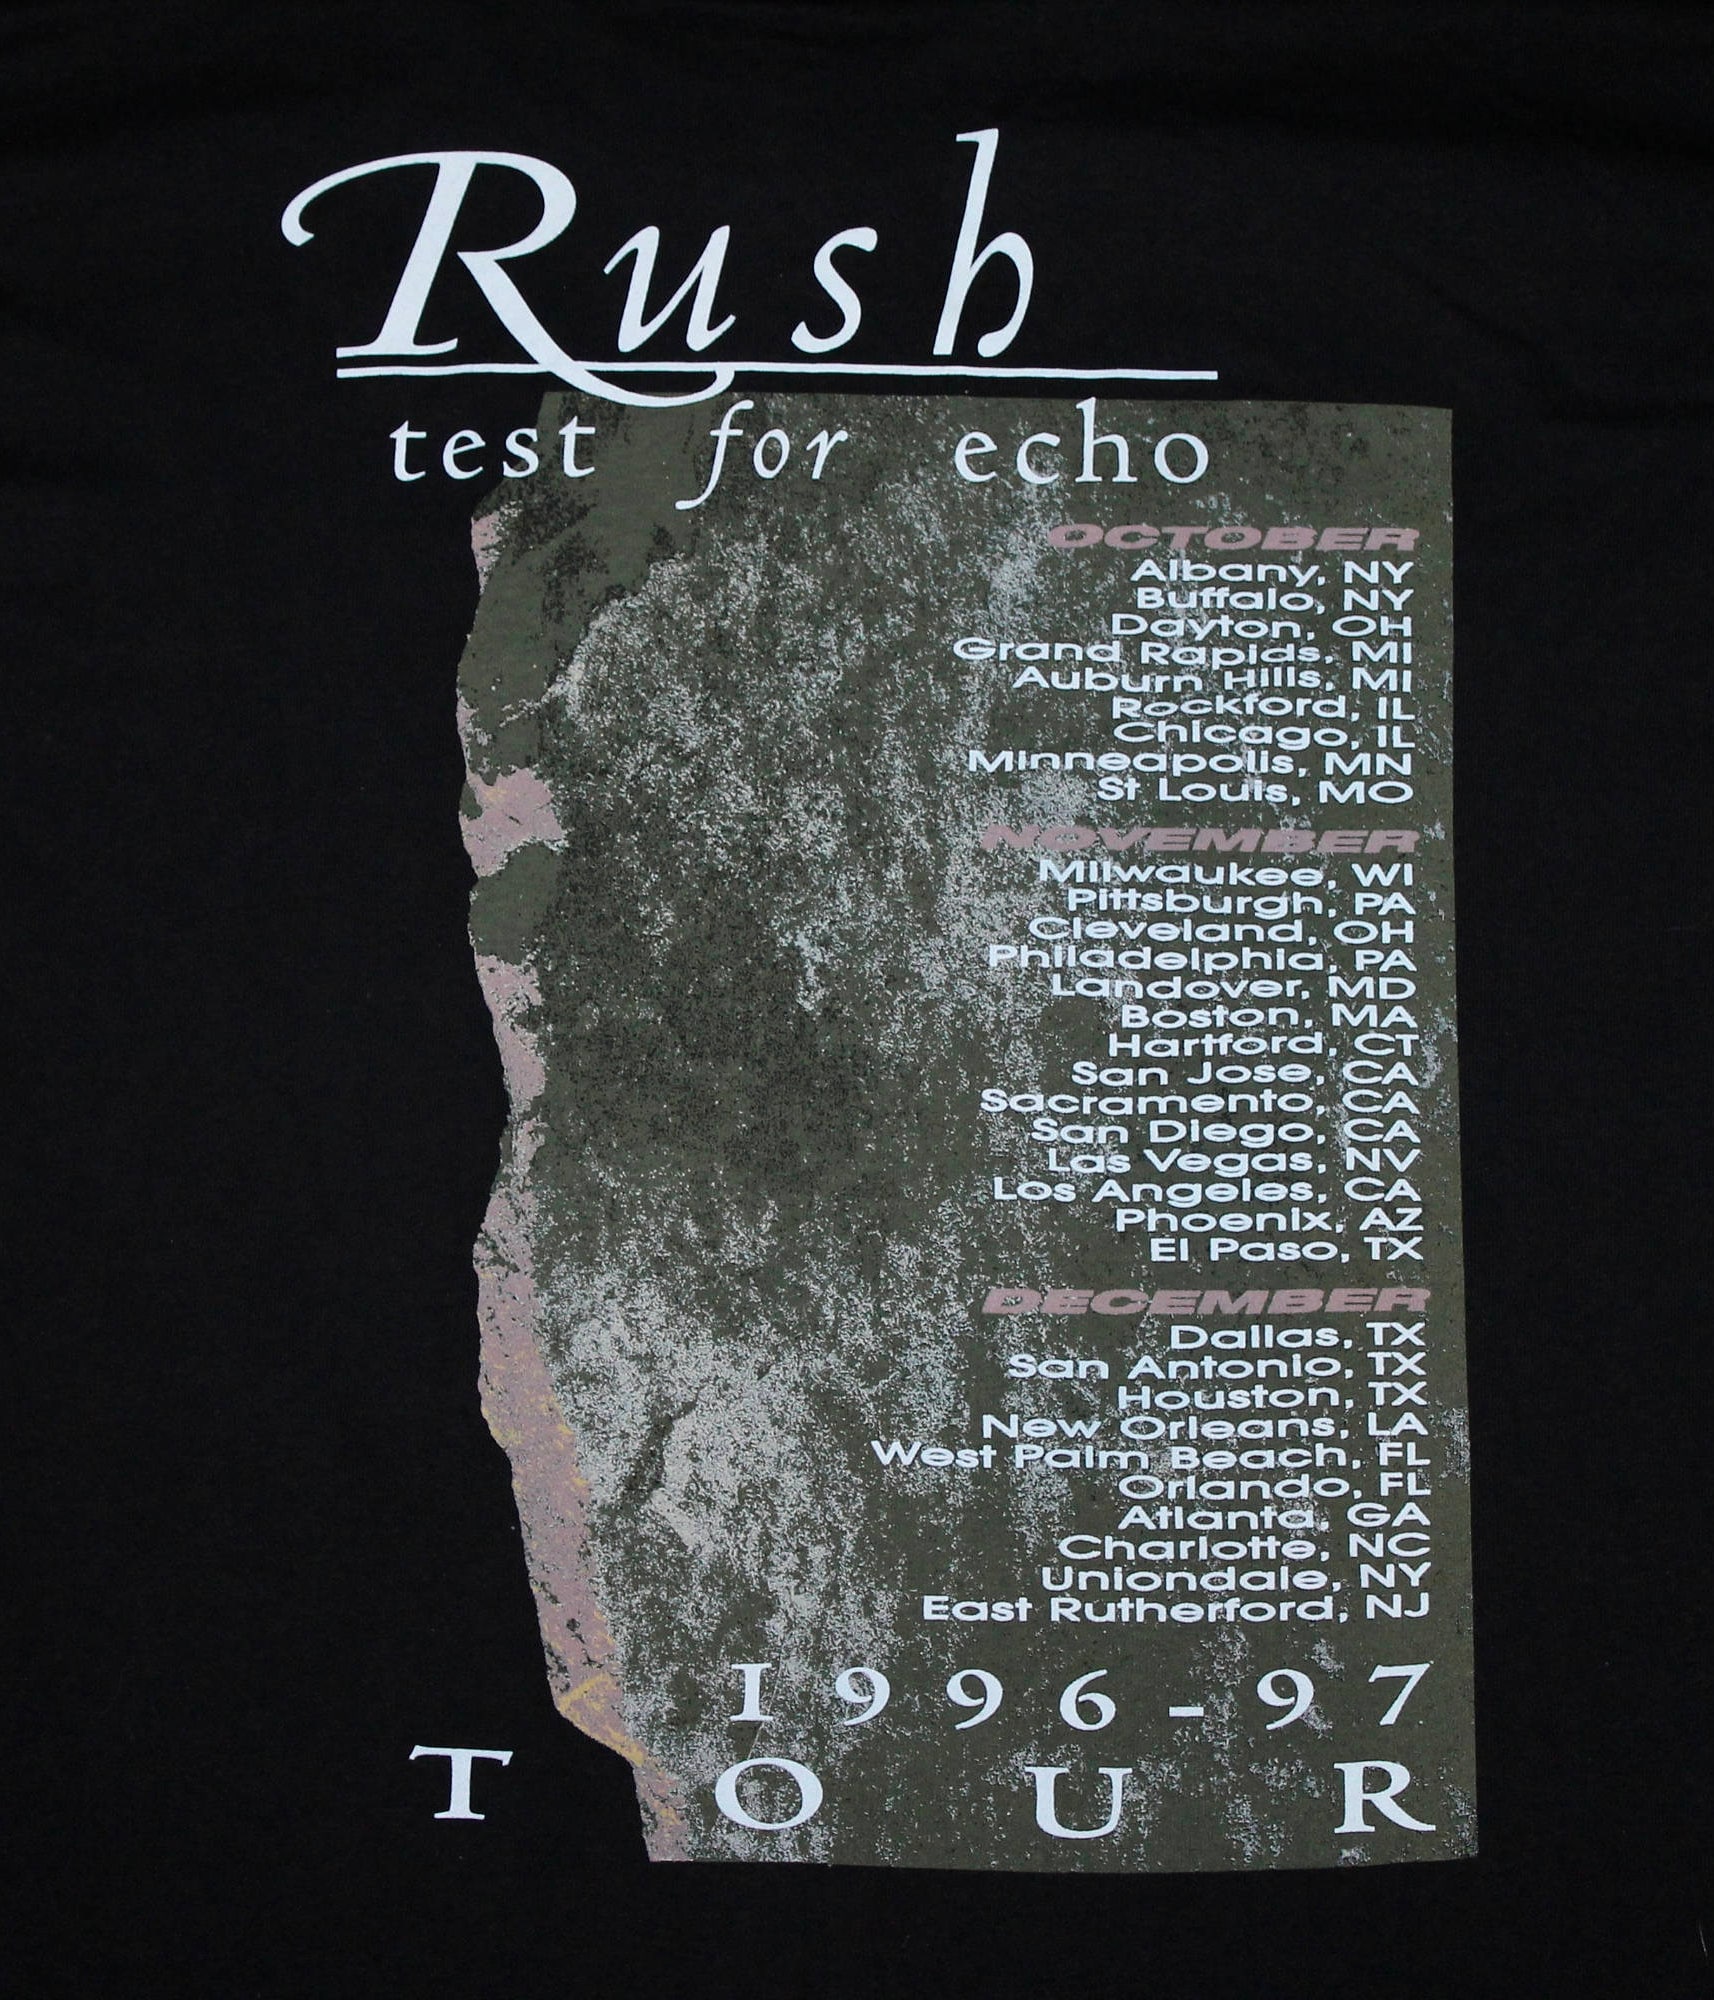 Rush
test for echo
OCTOBER
Albany, NY
Buffalo, NY
Dayton, OH
Grand Rapids, MI
Auburn Hills, MI
Rockford, IL
Chicago, IL
Minneapolis, MN
St Louis, MO
NOVEMBER
Milwaukee, WI
Pittsburgh, PA
Cleveland, OH
Philadelphia, PA
Landover, MD
Boston, MA
Hartford, CT
San Jose, CA
Sacramento, CA
San Diego, CA
Las Vegas, NV
Los Angeles, CA
Phoenix, AZ
El Paso, TX
DECEMBER
Dallas, TX
San Antonio, TX
Houston, TX
New Orleans, LA
West Palm Beach, FL
Orlando, FL
Atlanta, GA
Charlotte, NC
Uniondale, NY
East Rutherford, NJ
1996-97
TOUR